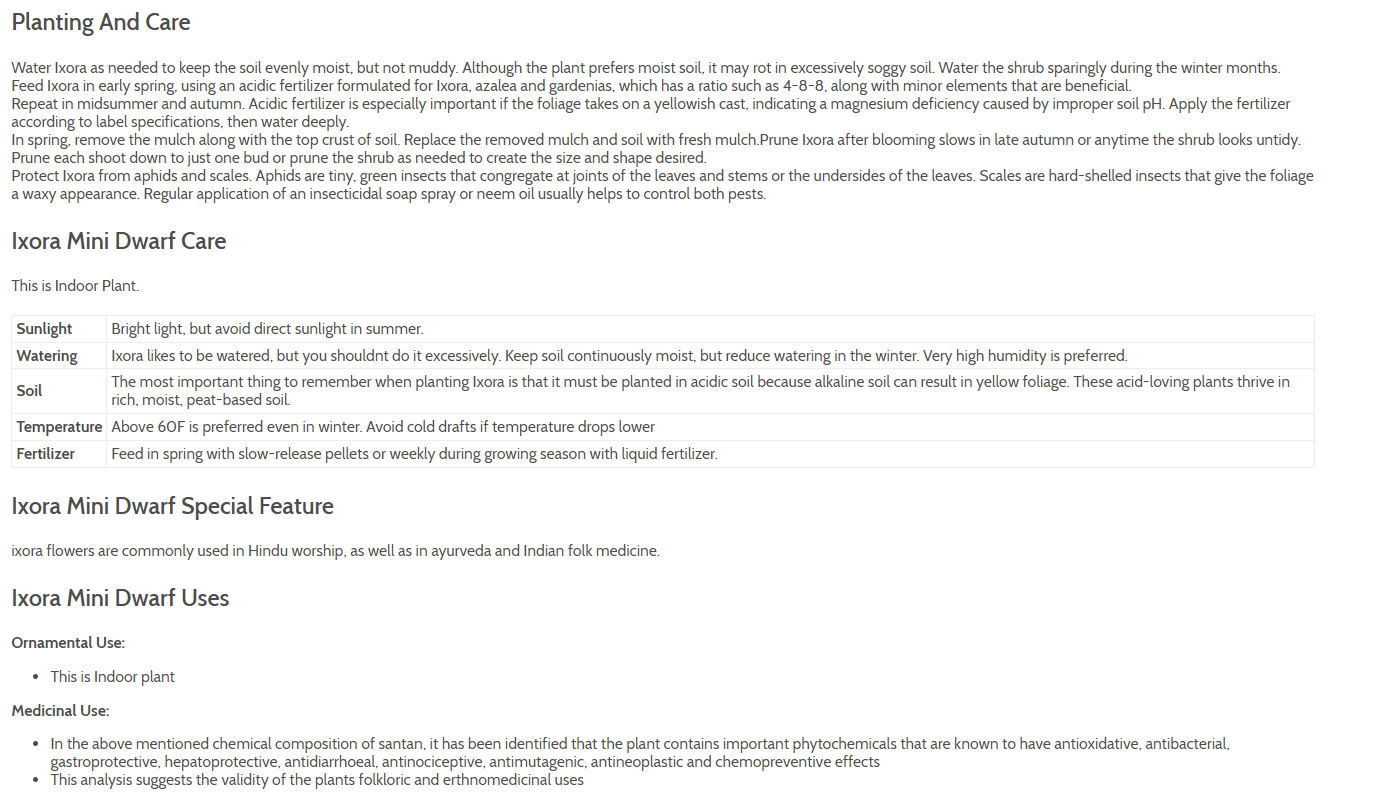 Planting And Care
Water Ixora as needed to keep the soil evenly moist, but not muddy. Although the plant prefers moist soil, it may rot in excessively soggy soil. Water the shrub sparingly during the winter months.
Feed Ixora in early spring, using an acidic fertilizer formulated for Ixora, azalea and gardenias, which has a ratio such as 4-8-8, along with minor elements that are beneficial.
Repeat in midsummer and autumn. Acidic fertilizer is especially important if the foliage takes on a yellowish cast, indicating a magnesium deficiency caused by improper soil pH. Apply the fertilizer
according to label specifications, then water deeply.
In spring, remove the mulch along with the top crust of soil. Replace the removed mulch and soil with fresh mulch.Prune Ixora after blooming slows in late autumn or anytime the shrub looks untidy.
Prune each shoot down to just one bud or prune the shrub as needed to create the size and shape desired.
Protect Ixora from aphids and scales. Aphids are tiny, green insects that congregate at joints of the leaves and stems or the undersides of the leaves. Scales are hard-shelled insects that give the foliage
a waxy appearance. Regular application of an insecticidal soap spray or neem oil usually helps to control both pests.
Ixora Mini Dwarf Care
This is Indoor Plant.
Sunlight Bright light, but avoid direct sunlight in summer.
Watering Ixora likes to be watered, but you shouldnt do it excessively. Keep soil continuously moist, but reduce watering in the winter. Very high humidity is preferred.
Soil The most important thing to remember when planting Ixora is that it must be planted in acidic soil because alkaline soil can result in yellow foliage. These acid-loving plants thrive in
rich, moist, peat-based soil.
Temperature Above 60F is preferred even in winter. Avoid cold drafts if temperature drops lower
Fertilizer Feed in spring with slow-release pellets or weekly during growing season with liquid fertilizer.
Ixora Mini Dwarf Special Feature
ixora flowers are commonly used in Hindu worship, as well as in ayurveda and Indian folk medicine.
Ixora Mini Dwarf Uses
Ornamental Use:
• This is Indoor plant
Medicinal Use:
• In the above mentioned chemical composition of santan, it has been identified that the plant contains important phytochemicals that are known to have antioxidative, antibacterial,
gastroprotective, hepatoprotective, antidiarrhoeal, antinociceptive, antimutagenic, antineoplastic and chemopreventive effects
• This analysis suggests the validity of the plants folkloric and erthnomedicinal uses